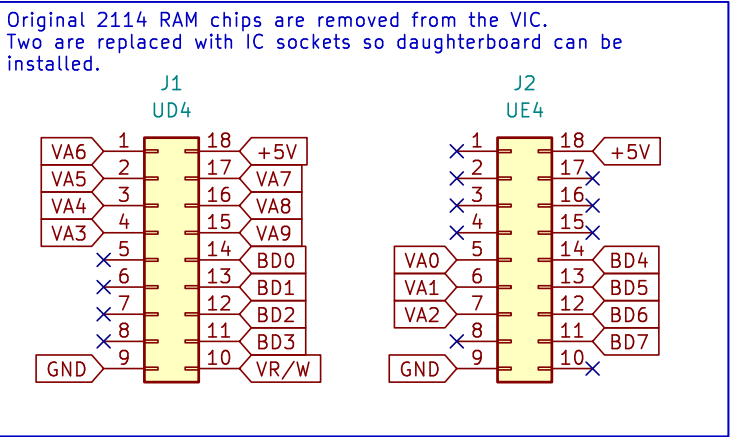 Original 2114 RAM chips are removed from the VIC.
Two are replaced with IC sockets so daughterboard can be
installed.
J1
UD4
VA6 1 18 +5V
VA5 2 17 VA7
VA4 3 16 VA8
VA3 4 15 VA9
5 14 BD0
6 13 BD1
7 12 BD2
8 11 BD3
GND 9 10 VR/W
J2
UE4
1 18 +5V
2 17
3 16
4 15
VA0 5 14 BD4
VA1 6 13 BD5
VA2 7 12 BD6
8 11 BD7
GND 9 10